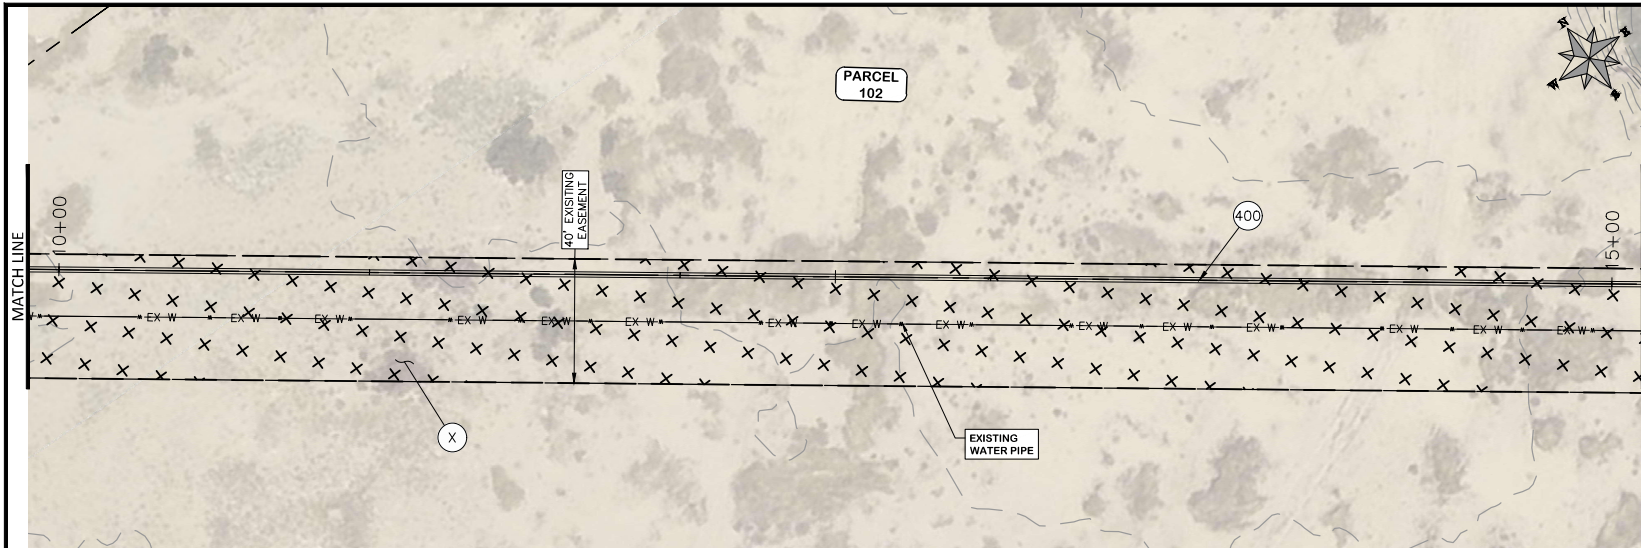 PARCEL
102
N
10+00
40' EXISITING
EASEMENT
400
15+00
MATCH LINE
W EX W EX W EX W EX W EX W EX W EX W EX W EX W EX W EX W EX W EX W EX W EX W
X
EXISTING
WATER PIPE